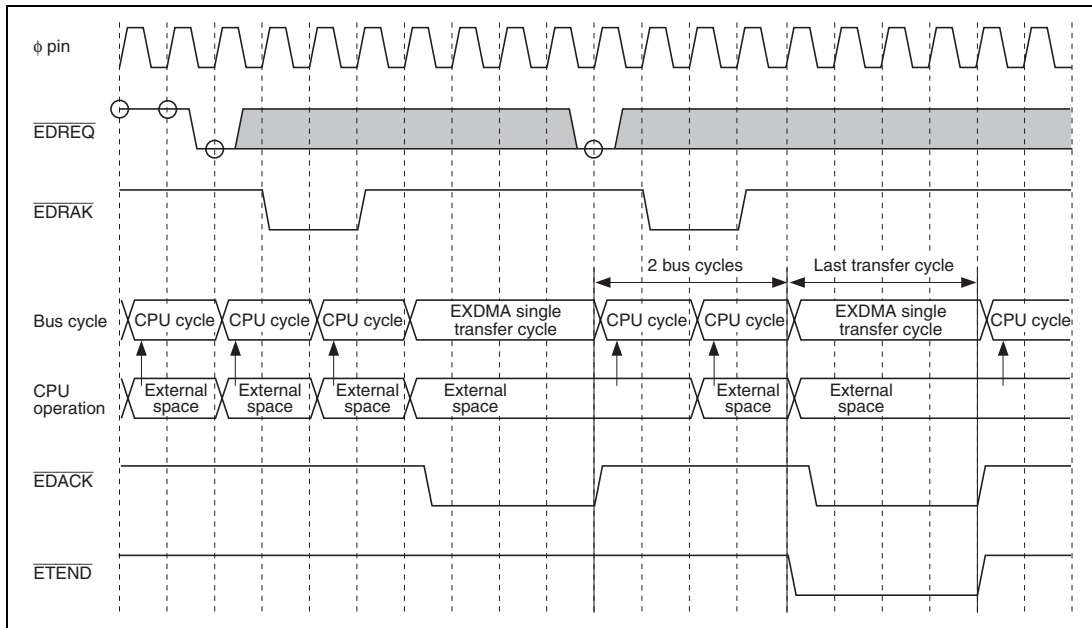 φ pin
EDREQ
EDRAK
2 bus cycles
Last transfer cycle
Bus cycle
CPU cycle
CPU cycle
CPU cycle
EXDMA single
transfer cycle
CPU cycle
CPU cycle
EXDMA single
transfer cycle
CPU cycle
CPU
operation
External
space
External
space
External
space
External
space
External
space
External
space
EDACK
ETEND